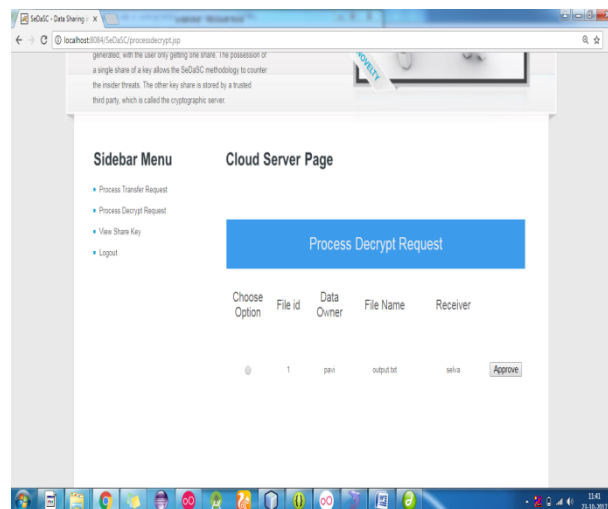 SeDaSC - Data Sharing
localhost:8084/SeDaSC/processdecrypt.jsp
generated, with the user only getting one share. The possession of
a single share of a key allows the SeDaSC methodology to counter
the insider threats. The other key share is stored by a trusted
third party, which is called the cryptographic server.
NOVELTY
Sidebar Menu
Process Transfer Request
Process Decrypt Request
View Share Key
Logout
Cloud Server Page
Process Decrypt Request
Choose Option File id Data Owner File Name Receiver
1 pavi output.txt selva Approve
11:41
23.10.2017